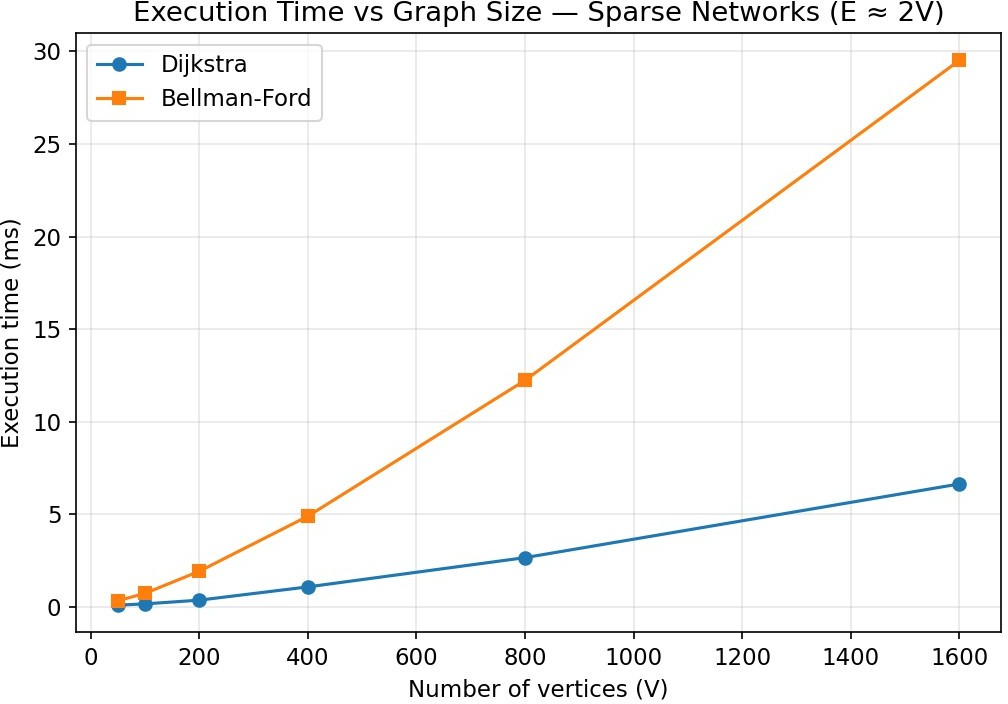 Execution Time vs Graph Size — Sparse Networks (E ≈ 2V)
Dijkstra
Bellman-Ford
Execution time (ms)
30
25
20
15
10
5
0
0 200 400 600 800 1000 1200 1400 1600
Number of vertices (V)